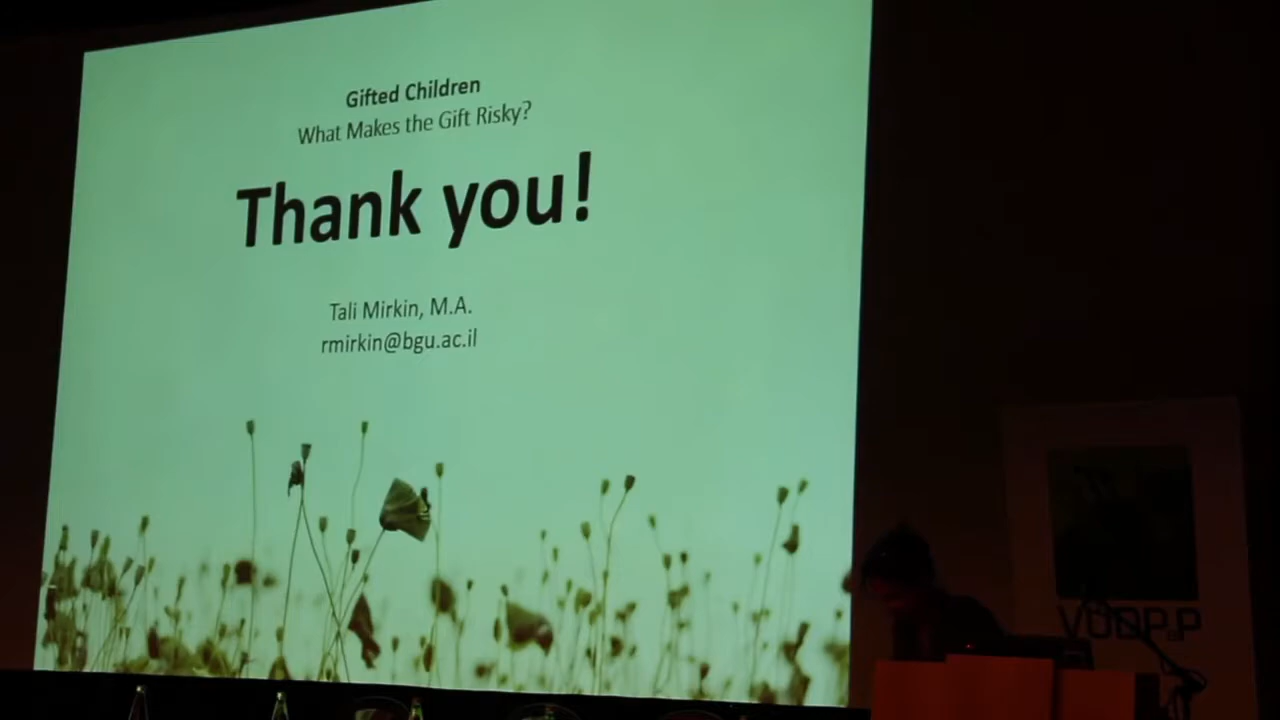 Gifted Children
What Makes the Gift Risky?
Thank you!
Tali Mirkin, M.A.
rmirkin@bgu.ac.il